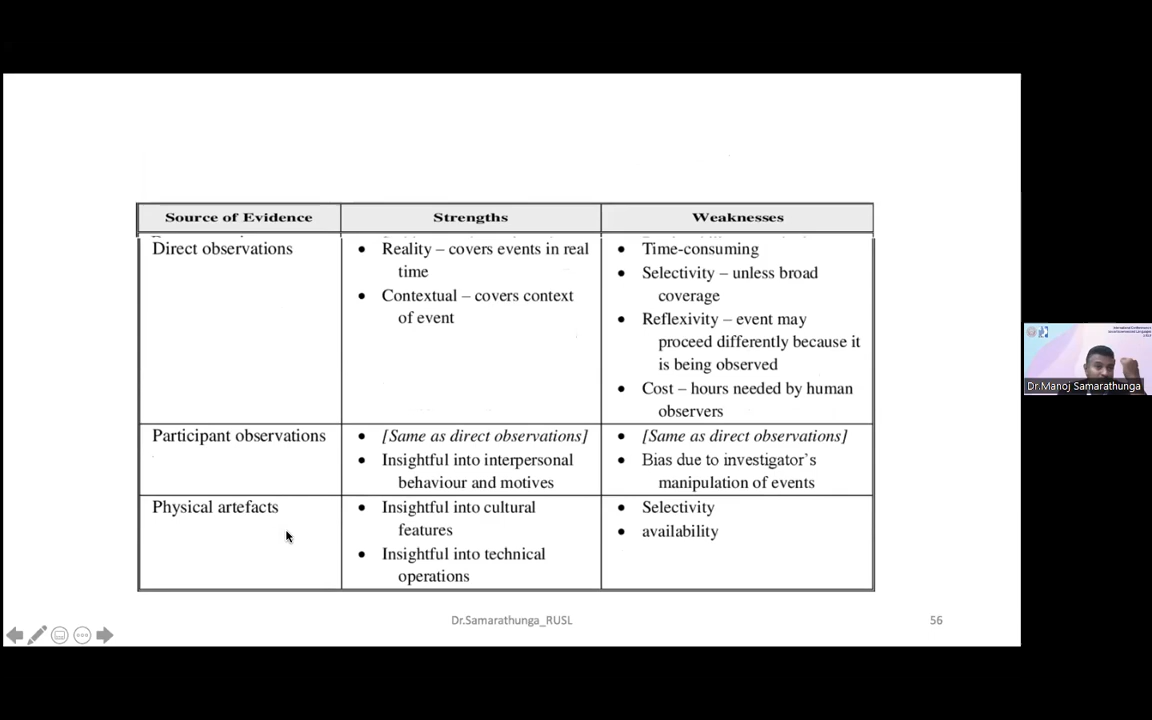 Source of Evidence Strengths Weaknesses
Direct observations
• Reality – covers events in real
time
• Contextual – covers context
of event
• Time-consuming
• Selectivity – unless broad
coverage
• Reflexivity – event may
proceed differently because it
is being observed
• Cost – hours needed by human
observers
Participant observations
• [Same as direct observations]
• Insightful into interpersonal
behaviour and motives
• [Same as direct observations]
• Bias due to investigator's
manipulation of events
Physical artefacts
• Insightful into cultural
features
• Insightful into technical
operations
• Selectivity
• availability
Dr.Samarathunga_RUSL
56
Dr.Manoj Samarathunga